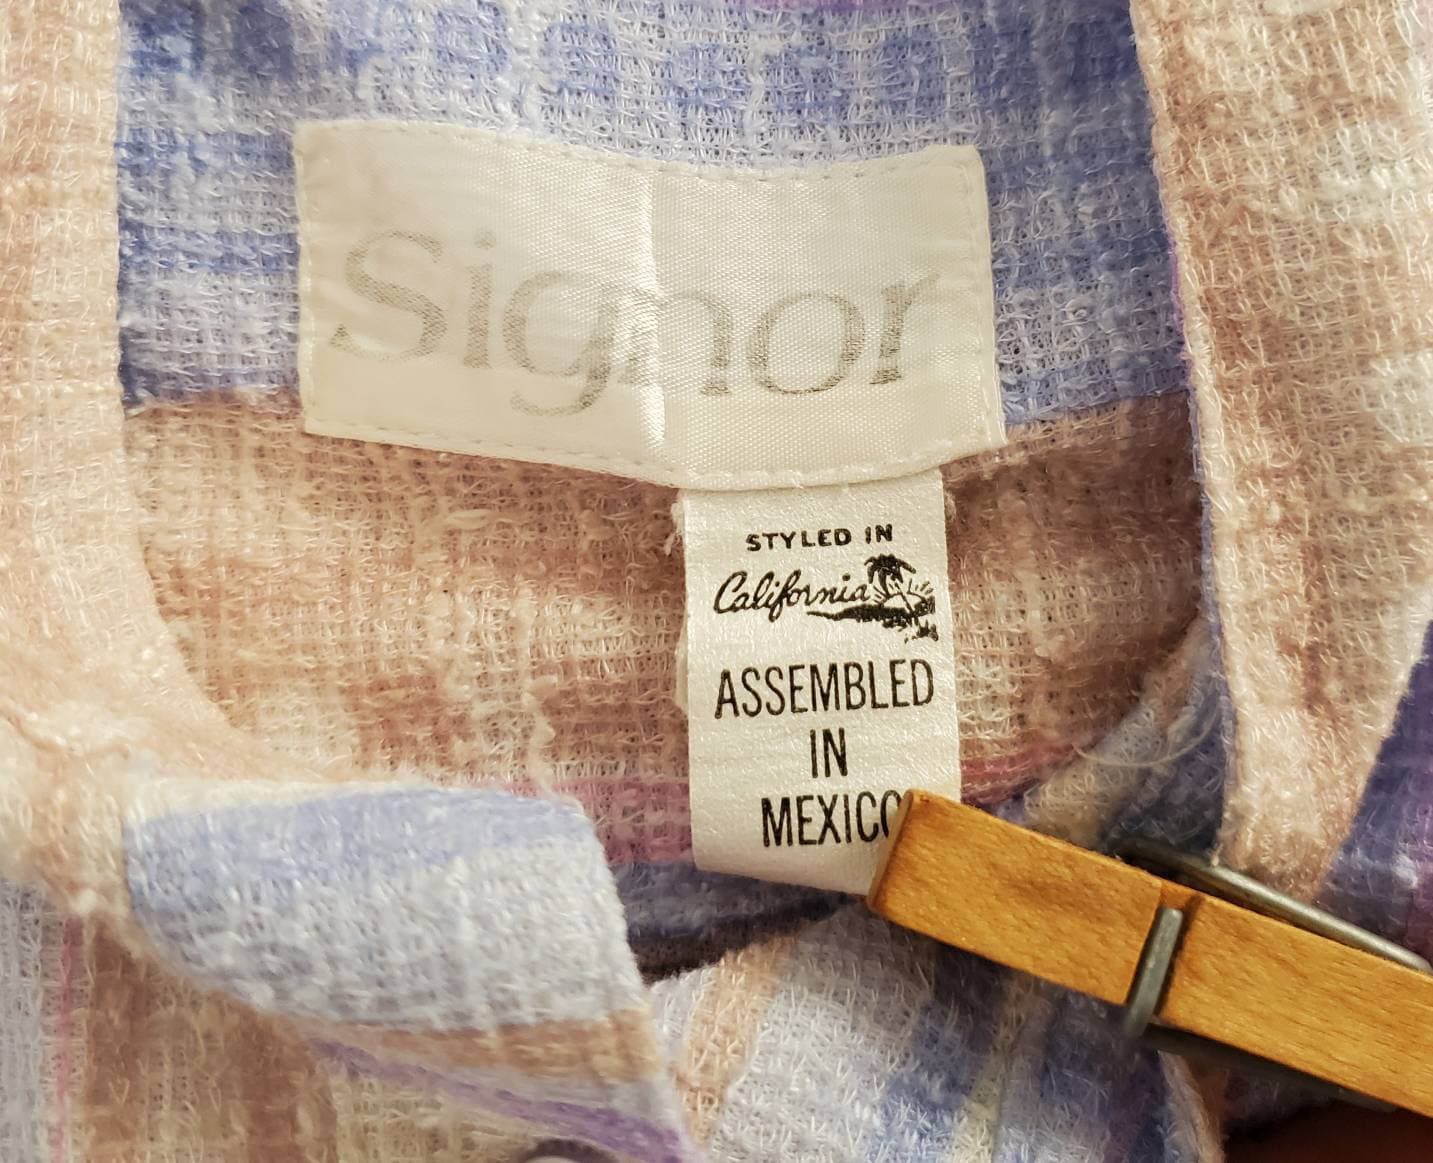 Signor
STYLED IN
California
ASSEMBLED
IN
MEXICO